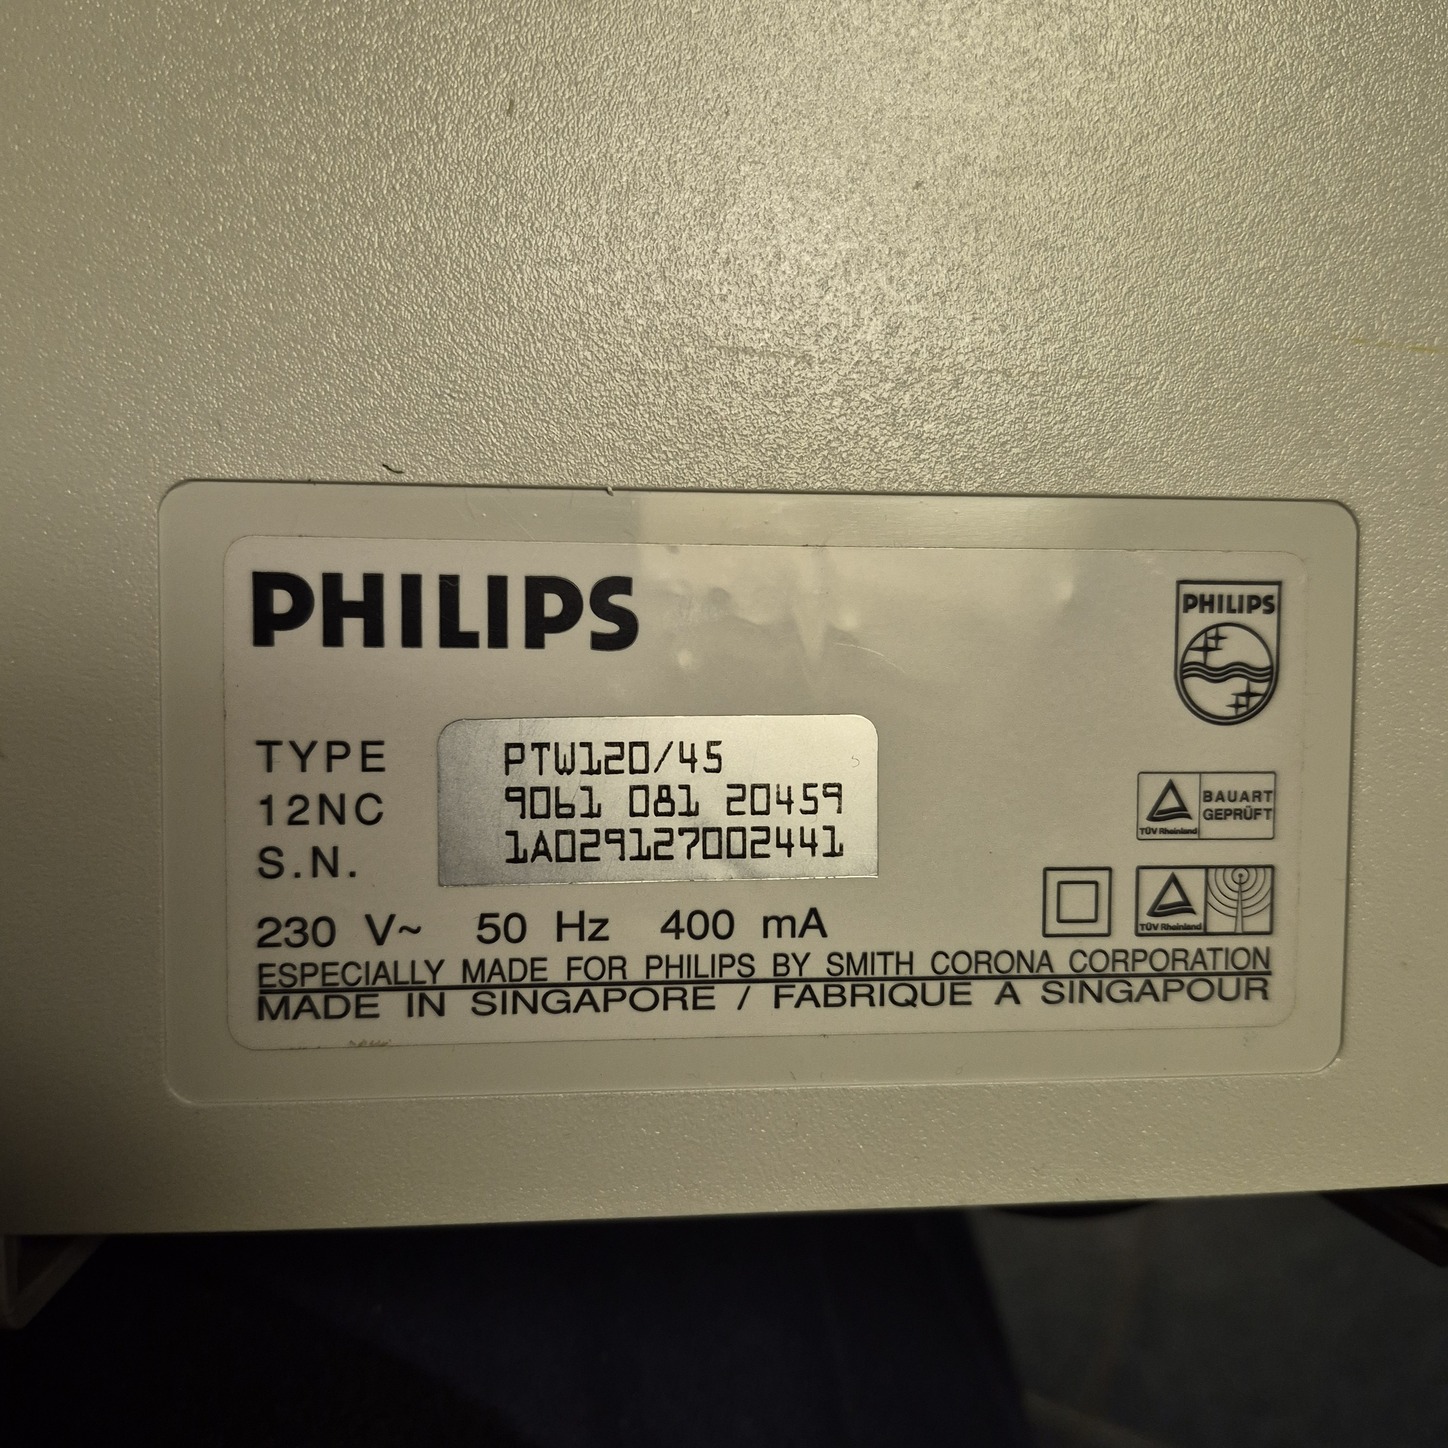 PHILIPS
PHILIPS
TYPE PTW120/45
12NC 9061 081 20459
S.N. 1A029127002441
BAUART
GEPRÜFT
TÜV Rheinland
TÜV Rheinland
230 V~ 50 Hz 400 mA
ESPECIALLY MADE FOR PHILIPS BY SMITH CORONA CORPORATION
MADE IN SINGAPORE / FABRIQUE A SINGAPOUR